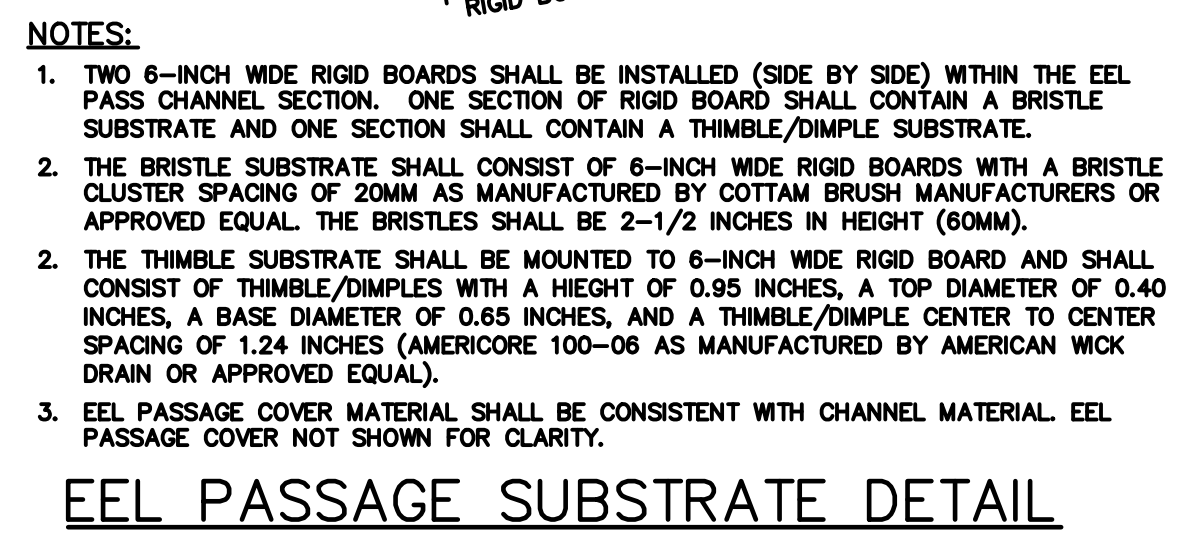 RIGID
NOTES:
1. TWO 6-INCH WIDE RIGID BOARDS SHALL BE INSTALLED (SIDE BY SIDE) WITHIN THE EEL
PASS CHANNEL SECTION. ONE SECTION OF RIGID BOARD SHALL CONTAIN A BRISTLE
SUBSTRATE AND ONE SECTION SHALL CONTAIN A THIMBLE/DIMPLE SUBSTRATE.
2. THE BRISTLE SUBSTRATE SHALL CONSIST OF 6-INCH WIDE RIGID BOARDS WITH A BRISTLE
CLUSTER SPACING OF 20MM AS MANUFACTURED BY COTTAM BRUSH MANUFACTURERS OR
APPROVED EQUAL. THE BRISTLES SHALL BE 2-1/2 INCHES IN HEIGHT (60MM).
2. THE THIMBLE SUBSTRATE SHALL BE MOUNTED TO 6-INCH WIDE RIGID BOARD AND SHALL
CONSIST OF THIMBLE/DIMPLES WITH A HIEGHT OF 0.95 INCHES, A TOP DIAMETER OF 0.40
INCHES, A BASE DIAMETER OF 0.65 INCHES, AND A THIMBLE/DIMPLE CENTER TO CENTER
SPACING OF 1.24 INCHES (AMERICORE 100-06 AS MANUFACTURED BY AMERICAN WICK
DRAIN OR APPROVED EQUAL).
3. EEL PASSAGE COVER MATERIAL SHALL BE CONSISTENT WITH CHANNEL MATERIAL. EEL
PASSAGE COVER NOT SHOWN FOR CLARITY.
EEL PASSAGE SUBSTRATE DETAIL